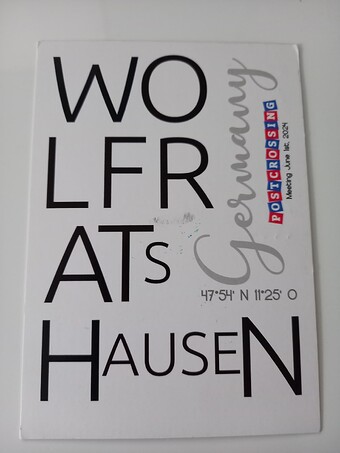 WO
LFR
ATS
HAUSEN
Germany
POSTCROSSING
Meeting June 1st, 2024
47°54' N 11°25' O